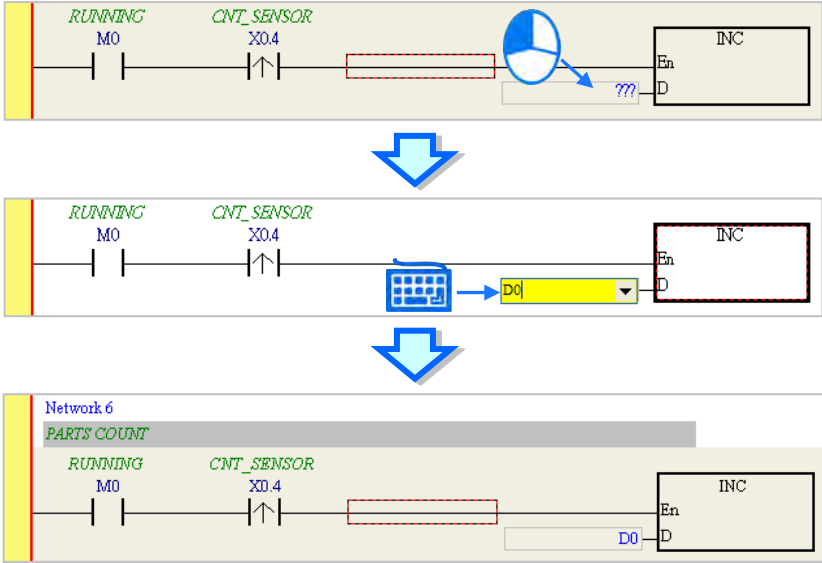 RUNNING CNT_SENSOR
M0 X0.4 INC
En
??? D
RUNNING CNT_SENSOR
M0 X0.4 INC
En
D0 D
Network 6
PARTS COUNT
RUNNING CNT_SENSOR
M0 X0.4 INC
En
D0 D